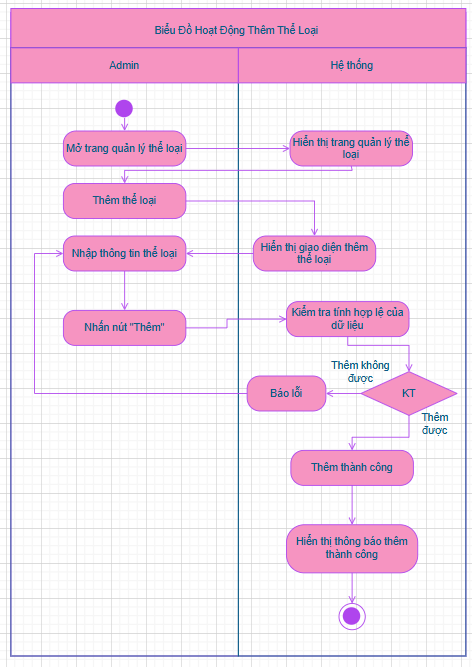 Biểu Đồ Hoạt Động Thêm Thể Loại
Admin
Hệ thống
Mở trang quản lý thể loại
Hiển thị trang quản lý thể
loại
Thêm thể loại
Nhập thông tin thể loại
Hiển thị giao diện thêm
thể loại
Nhấn nút "Thêm"
Kiểm tra tính hợp lệ của
dữ liệu
Thêm không
được
Báo lỗi
KT
Thêm
được
Thêm thành công
Hiển thị thông báo thêm
thành công